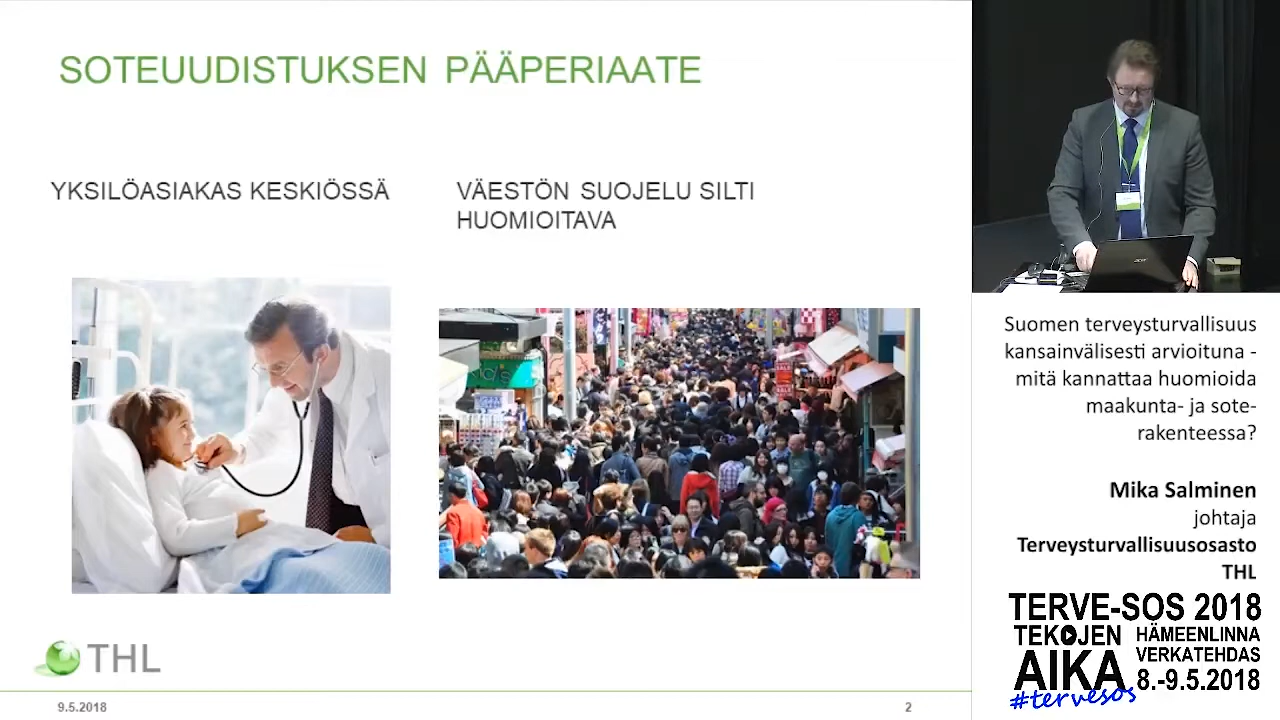 SOTEUUDISTUKSEN PÄÄPERIAATE
YKSILÖASIAKAS KESKIÖSSÄ
VÄESTÖN SUOJELU SILTI
HUOMIOITAVA
THL
9.5.2018
2
acer
Suomen terveysturvallisuus
kansainvälisesti arvioituna -
mitä kannattaa huomioida
maakunta- ja sote-
rakenteessa?
Mika Salminen
johtaja
Terveysturvallisuusosasto
THL
TERVE-SOS 2018
TEKOJEN
AIKA
HÄMEENLINNA
VERKATEHDAS
8.-9.5.2018
#tervesos